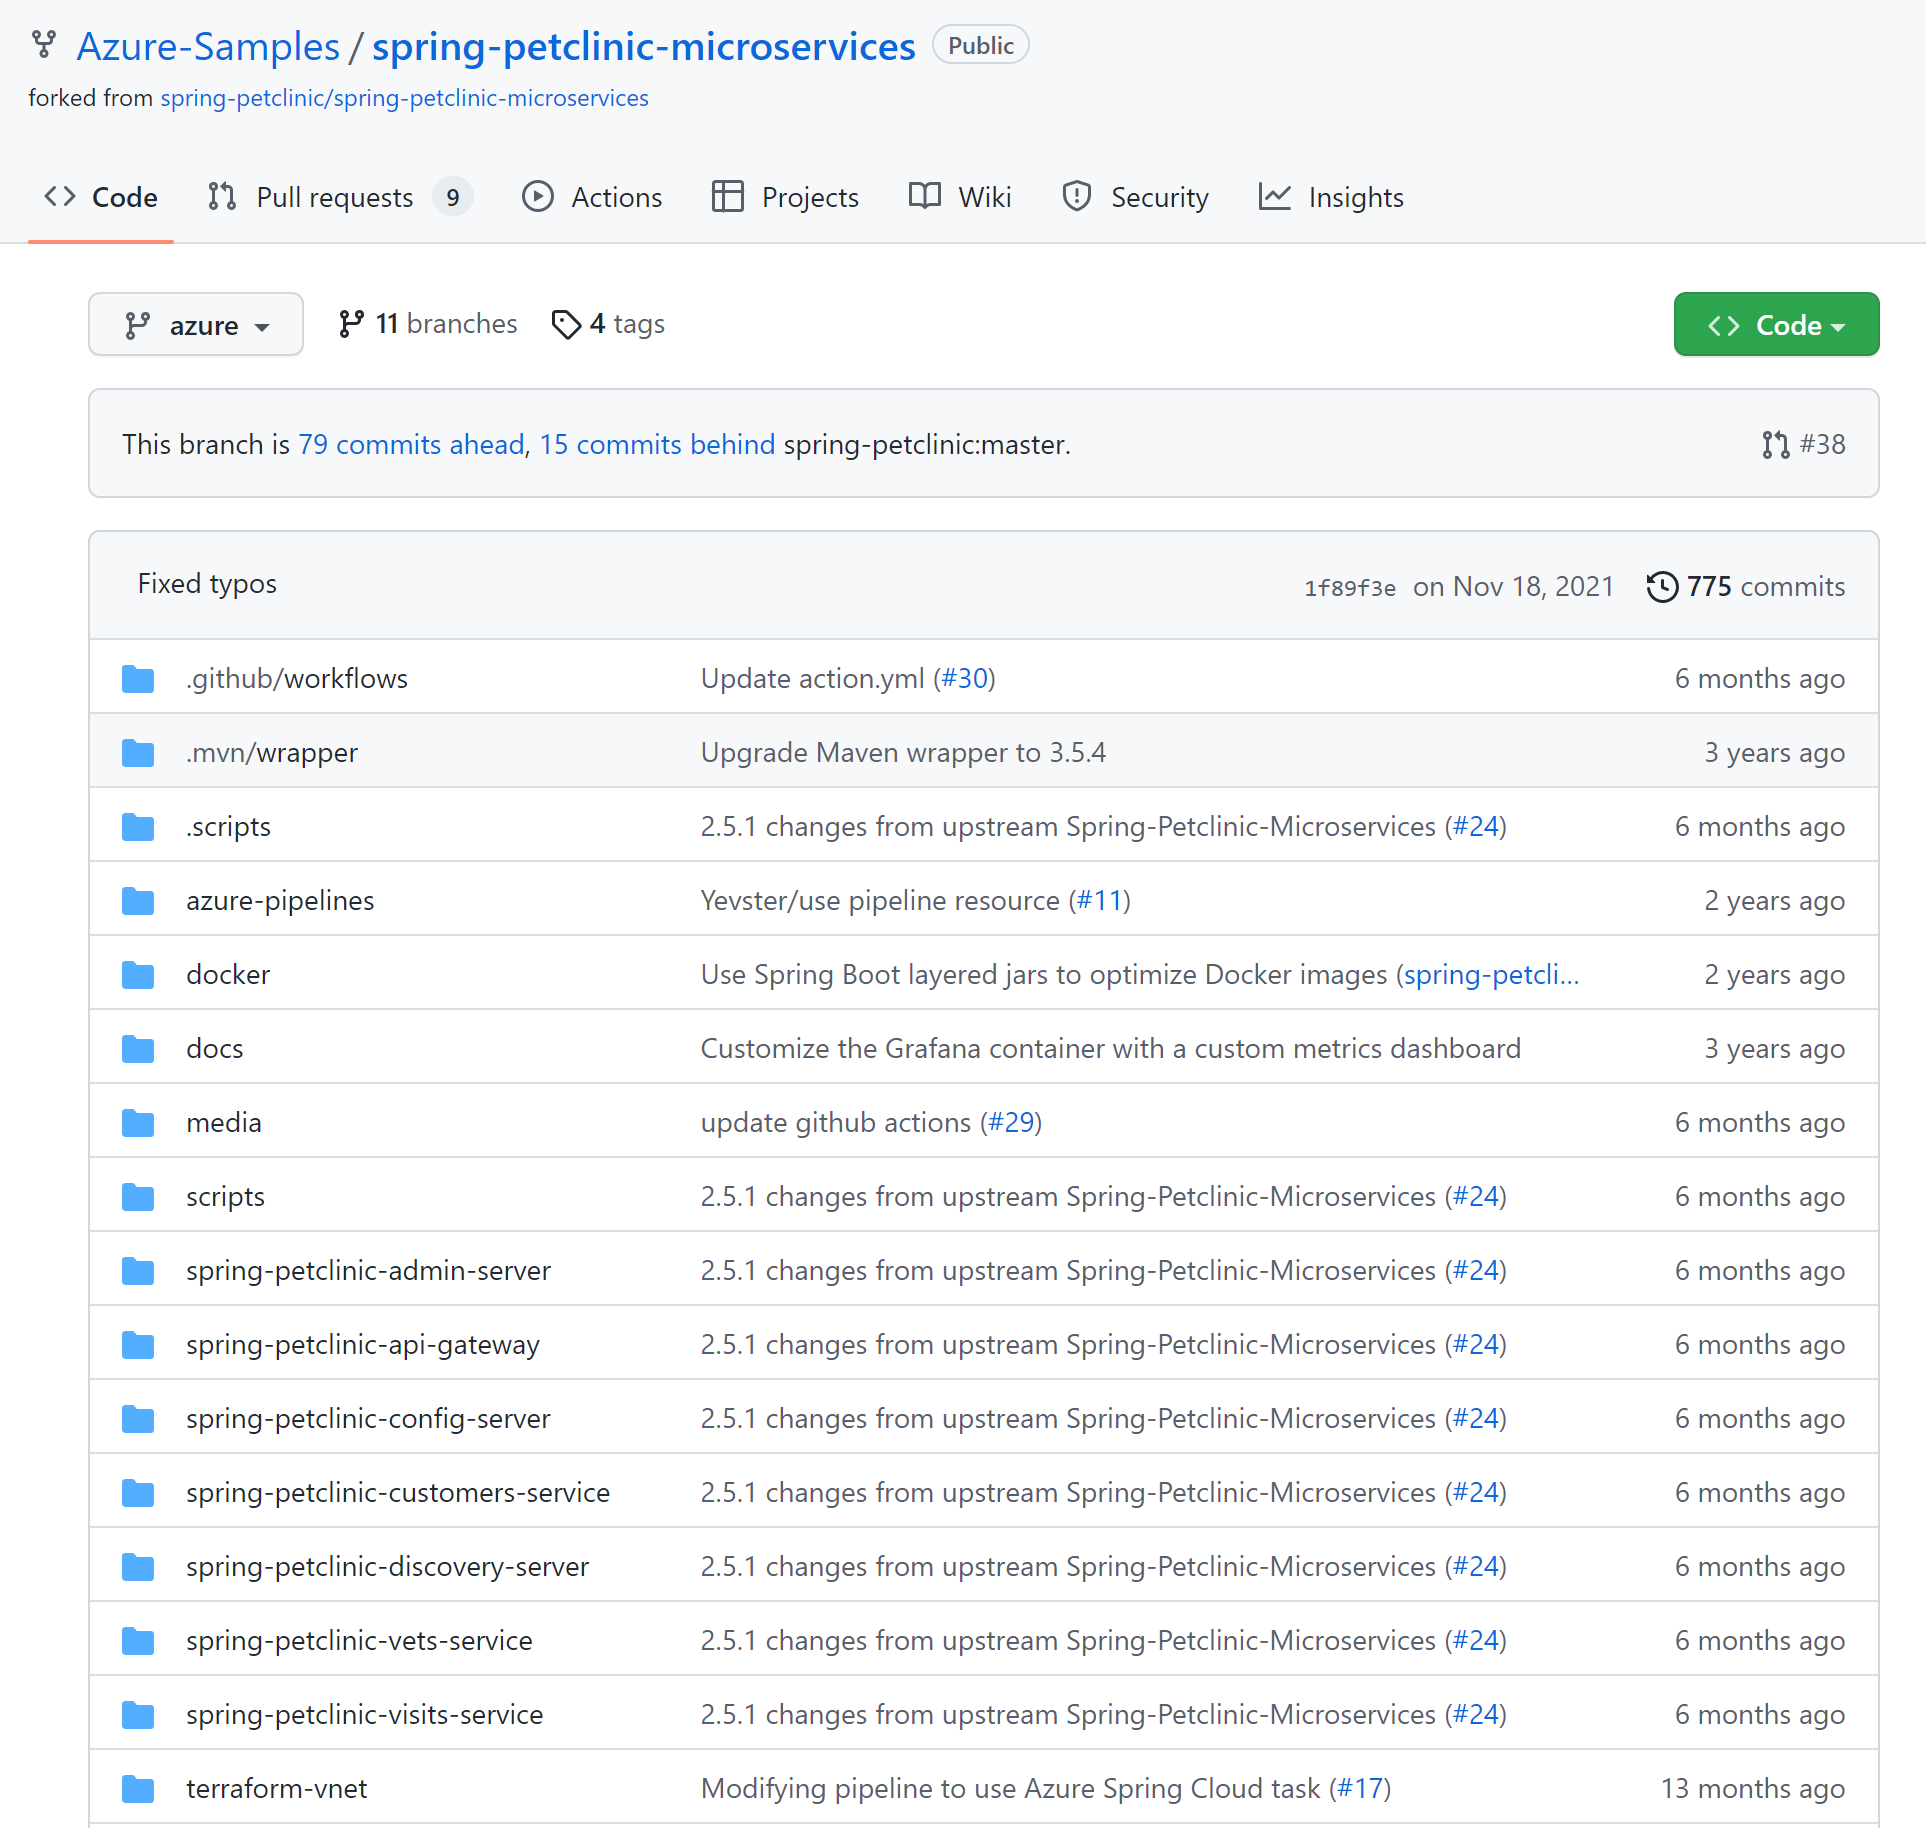 Azure-Samples / spring-petclinic-microservices Public
forked from spring-petclinic/spring-petclinic-microservices
Code Pull requests 9 Actions Projects Wiki Security Insights
azure 11 branches 4 tags Code
This branch is 79 commits ahead, 15 commits behind spring-petclinic:master. #38
Fixed typos 1f89f3e on Nov 18, 2021 775 commits
.github/workflows Update action.yml (#30) 6 months ago
.mvn/wrapper Upgrade Maven wrapper to 3.5.4 3 years ago
.scripts 2.5.1 changes from upstream Spring-Petclinic-Microservices (#24) 6 months ago
azure-pipelines Yevster/use pipeline resource (#11) 2 years ago
docker Use Spring Boot layered jars to optimize Docker images (spring-petcli... 2 years ago
docs Customize the Grafana container with a custom metrics dashboard 3 years ago
media update github actions (#29) 6 months ago
scripts 2.5.1 changes from upstream Spring-Petclinic-Microservices (#24) 6 months ago
spring-petclinic-admin-server 2.5.1 changes from upstream Spring-Petclinic-Microservices (#24) 6 months ago
spring-petclinic-api-gateway 2.5.1 changes from upstream Spring-Petclinic-Microservices (#24) 6 months ago
spring-petclinic-config-server 2.5.1 changes from upstream Spring-Petclinic-Microservices (#24) 6 months ago
spring-petclinic-customers-service 2.5.1 changes from upstream Spring-Petclinic-Microservices (#24) 6 months ago
spring-petclinic-discovery-server 2.5.1 changes from upstream Spring-Petclinic-Microservices (#24) 6 months ago
spring-petclinic-vets-service 2.5.1 changes from upstream Spring-Petclinic-Microservices (#24) 6 months ago
spring-petclinic-visits-service 2.5.1 changes from upstream Spring-Petclinic-Microservices (#24) 6 months ago
terraform-vnet Modifying pipeline to use Azure Spring Cloud task (#17) 13 months ago